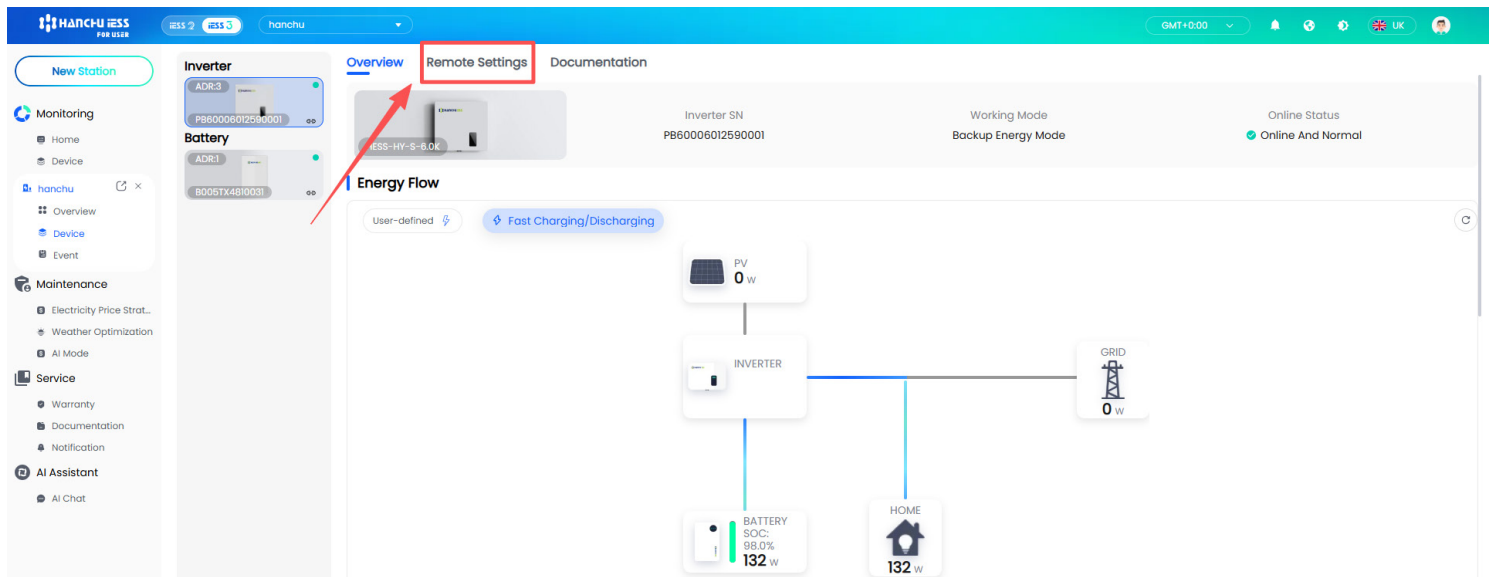 HANCHU iESS
FOR USER
iESS 2
iESS 3
hanchu
GMT+0:00
UK
New Station
Monitoring
Home
Device
hanchu
Overview
Device
Event
Maintenance
Electricity Price Strat...
Weather Optimization
AI Mode
Service
Warranty
Documentation
Notification
AI Assistant
AI Chat
Inverter
ADR:3
PB60006012590001
Battery
ADR:1
B005TX4810031
Overview
Remote Settings
Documentation
HESS-HY-S-6.0K
Inverter SN
PB60006012590001
Working Mode
Backup Energy Mode
Online Status
Online And Normal
Energy Flow
User-defined
Fast Charging/Discharging
PV
0 W
INVERTER
GRID
0 W
BATTERY
SOC:
98.0%
132 W
HOME
132 W